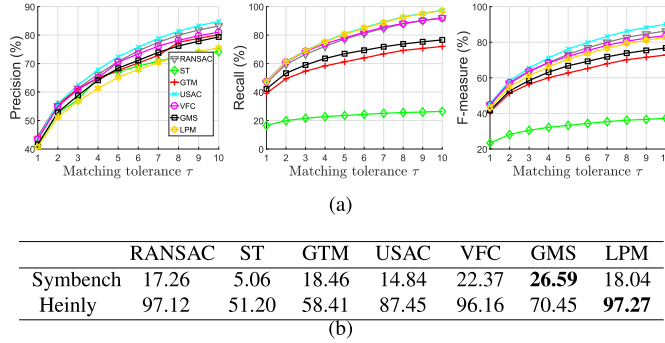 Precision (%)
90
80
70
60
50
40
1 2 3 4 5 6 7 8 9 10
Matching tolerance τ
RANSAC
ST
GTM
USAC
VFC
GMS
LPM
Recall (%)
100
80
60
40
20
0
1 2 3 4 5 6 7 8 9 10
Matching tolerance τ
F-measure (%)
100
80
60
40
20
1 2 3 4 5 6 7 8 9 10
Matching tolerance τ
(a)
RANSAC ST GTM USAC VFC GMS LPM
Symbench 17.26 5.06 18.46 14.84 22.37 26.59 18.04
Heinly 97.12 51.20 58.41 87.45 96.16 70.45 97.27
(b)